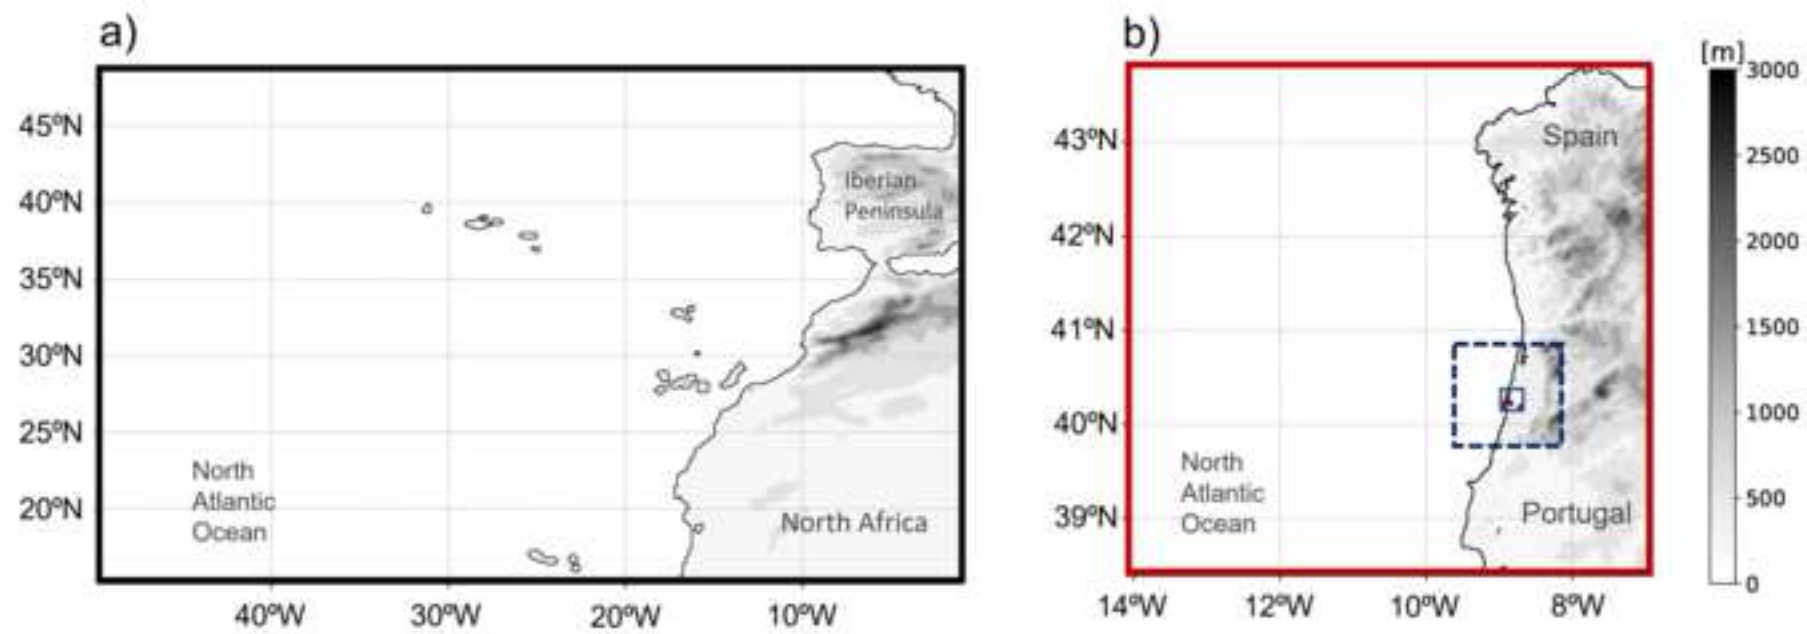 a)
45ºN
40ºN
35ºN
30ºN
25ºN
20ºN
40ºW
30ºW
20ºW
10ºW
Iberian
Peninsula
North
Atlantic
Ocean
North Africa
b)
43ºN
42ºN
41ºN
40ºN
39ºN
14ºW
12ºW
10ºW
8ºW
Spain
North
Atlantic
Ocean
Portugal
[m]
3000
2500
2000
1500
1000
500
0